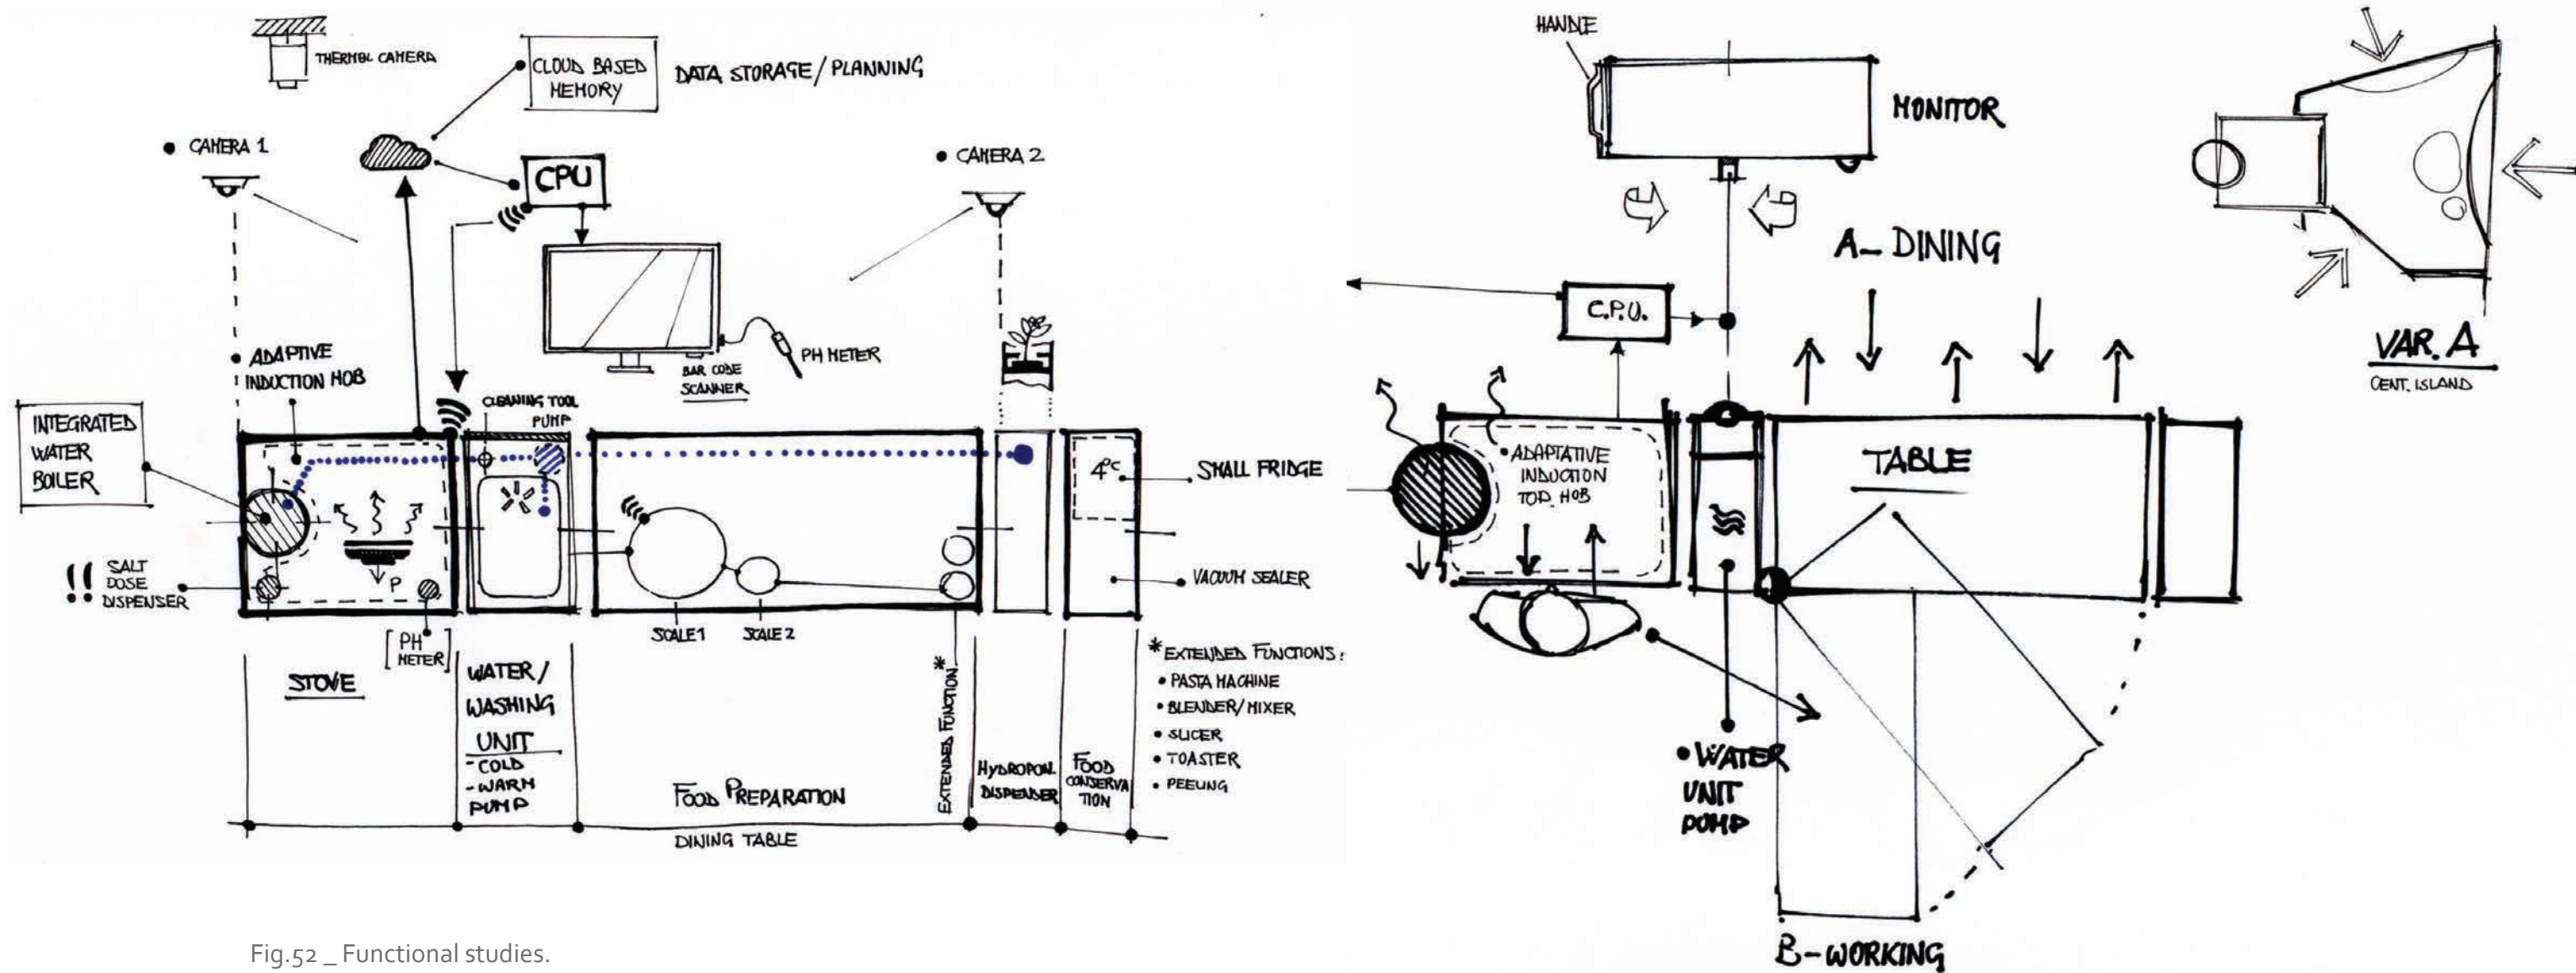 THERMAL CAMERA
CLOUD BASED
MEMORY
DATA STORAGE/PLANNING
• CAMERA 1
CPU
• CAMERA 2
• ADAPTIVE
INDUCTION HOB
BAR CODE
SCANNER
PH METER
INTEGRATED
WATER
BOILER
CLEANING TOOL
PUMP
4°C
SMALL FRIDGE
!! SALT
DOSE
DISPENSER
P
VACUUM SEALER
[PH
METER]
SCALE 1
SCALE 2
STOVE
WATER/
WASHING
UNIT
- COLD
- WARM
PUMP
FOOD PREPARATION
EXTENDED FUNCTION *
HYDROPON.
DISPENSER
FOOD
CONSERVA
TION
DINING TABLE
* EXTENDED FUNCTIONS:
• PASTA MACHINE
• BLENDER/MIXER
• SLICER
• TOASTER
• PEELING
HANDLE
MONITOR
A- DINING
C.P.U.
• ADAPTATIVE
INDUCTION
TOP HOB
TABLE
• WATER
UNIT
PUMP
B- WORKING
VAR. A
CENT. ISLAND
Fig.52 _ Functional studies.